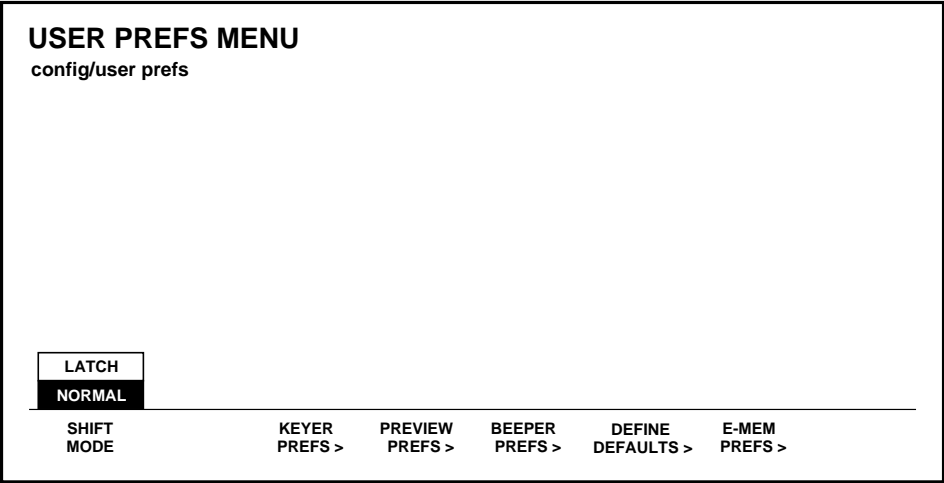 USER PREFS MENU
config/user prefs
LATCH
NORMAL
SHIFT MODE
KEYER PREFS >
PREVIEW PREFS >
BEEPER PREFS >
DEFINE DEFAULTS >
E-MEM PREFS >